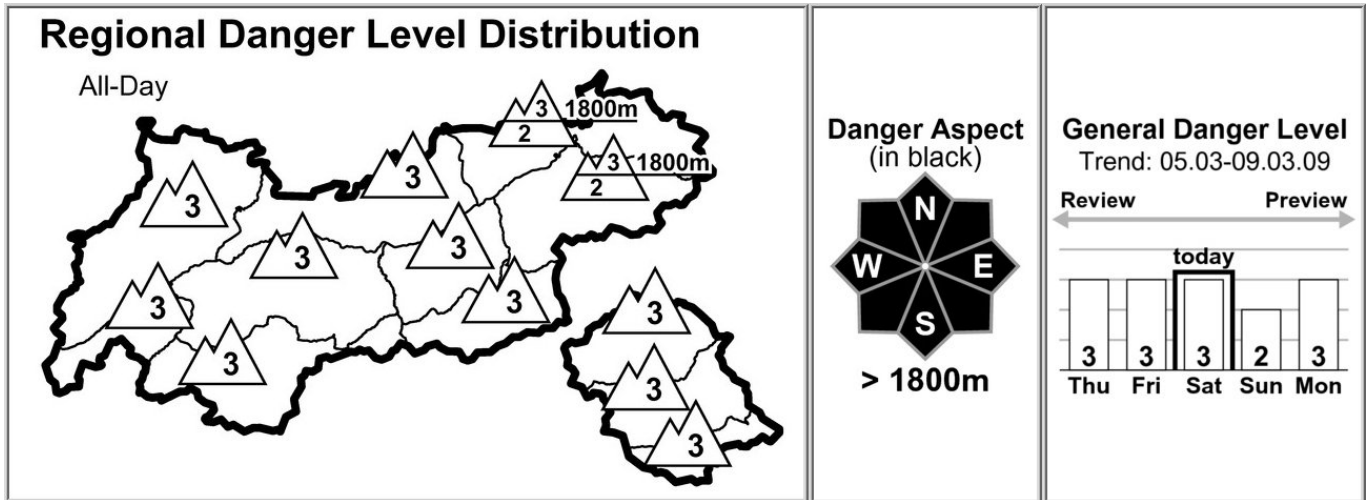 Regional Danger Level Distribution
All-Day
3 1800m
2
3 1800m
2
3
3
3
3
3
3
3
3
3
3
Danger Aspect
(in black)
N
W E
S
> 1800m
General Danger Level
Trend: 05.03-09.03.09
Review Preview
today
3 3 3 2 3
Thu Fri Sat Sun Mon